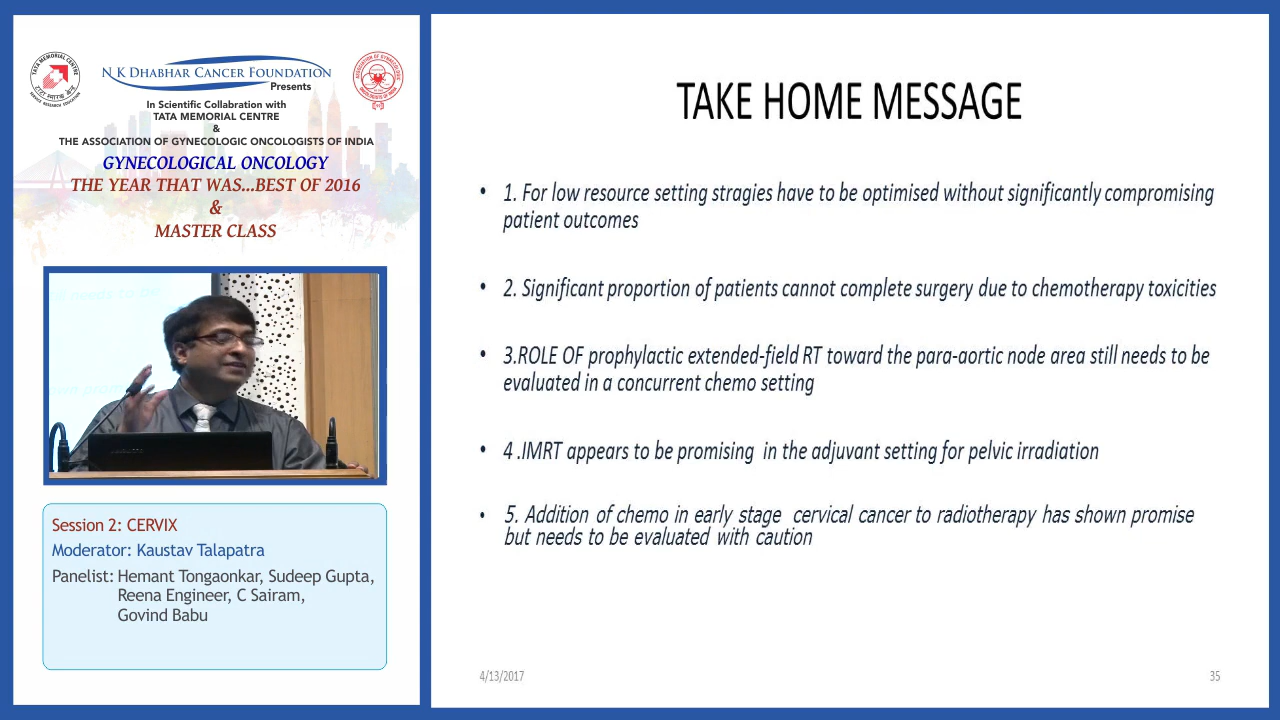 TATA MEMORIAL CENTRE
N K DHABHAR CANCER FOUNDATION
Presents
In Scientific Collabration with
TATA MEMORIAL CENTRE
&
THE ASSOCIATION OF GYNECOLOGIC ONCOLOGISTS OF INDIA
GYNECOLOGICAL ONCOLOGY
THE YEAR THAT WAS...BEST OF 2016
&
MASTER CLASS
Session 2: CERVIX
Moderator: Kaustav Talapatra
Panelist: Hemant Tongaonkar, Sudeep Gupta,
Reena Engineer, C Sairam,
Govind Babu
TAKE HOME MESSAGE
• 1. For low resource setting stragies have to be optimised without significantly compromising
patient outcomes
• 2. Significant proportion of patients cannot complete surgery due to chemotherapy toxicities
• 3.ROLE OF prophylactic extended-field RT toward the para-aortic node area still needs to be
evaluated in a concurrent chemo setting
• 4 .IMRT appears to be promising in the adjuvant setting for pelvic irradiation
• 5. Addition of chemo in early stage cervical cancer to radiotherapy has shown promise
but needs to be evaluated with caution
4/13/2017
35